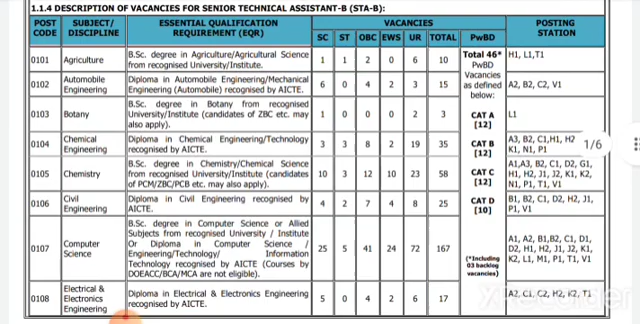 1.1.4 DESCRIPTION OF VACANCIES FOR SENIOR TECHNICAL ASSISTANT-B (STA-B):
POST CODE SUBJECT/ DISCIPLINE ESSENTIAL QUALIFICATION REQUIREMENT (EQR) VACANCIES POSTING STATION
SC ST OBC EWS UR TOTAL PwBD
0101 Agriculture B.Sc. degree in Agriculture/Agricultural Science from recognised University/Institute. 1 1 2 0 6 10 H1, L1,T1
0102 Automobile Engineering Diploma in Automobile Engineering/Mechanical Engineering (Automobile) recognised by AICTE. 6 0 4 2 3 15 A2, B2, C2, V1
0103 Botany B.Sc. degree in Botany from recognised University/Institute (candidates of ZBC etc. may also apply). 1 0 0 0 2 3 L1
0104 Chemical Engineering Diploma in Chemical Engineering/Technology recognised by AICTE. 3 3 8 2 19 35 A3, B2, C1,H1, H2 K1, N1, P1
0105 Chemistry B.Sc. degree in Chemistry/Chemical Science from recognised University/Institute (candidates of PCM/ZBC/PCB etc. may also apply). 10 3 12 10 23 58 A1,A3, B2, C1, D2, G1, H1, H2, J1, J2, K1, K2, N1, P1, T1, V1
0106 Civil Engineering Diploma in Civil Engineering recognised by AICTE. 4 2 7 4 8 25 B1, B2, C1, D2, H2, J1, P1, V1
0107 Computer Science B.Sc. degree in Computer Science or Allied Subjects from recognised University / Institute Or Diploma in Computer Science / Engineering/Technology/ Information Technology recognised by AICTE (Courses by DOEACC/BCA/MCA are not eligible). 25 5 41 24 72 167 A1, A2, B1,B2, C1, D1, D2, H1, H2, J1, J2, K1, K2, L1, M1, P1, T1, V1
0108 Electrical & Electronics Engineering Diploma in Electrical & Electronics Engineering recognised by AICTE. 5 0 4 2 6 17 A2, C1, C2, H2, K2, T1
Total 46*
PwBD
Vacancies
as defined
below:
CAT A
[12]
CAT B
[12]
CAT C
[12]
CAT D
[10]
(*Including
03 backlog
vacancies)
1/6
XRecorder